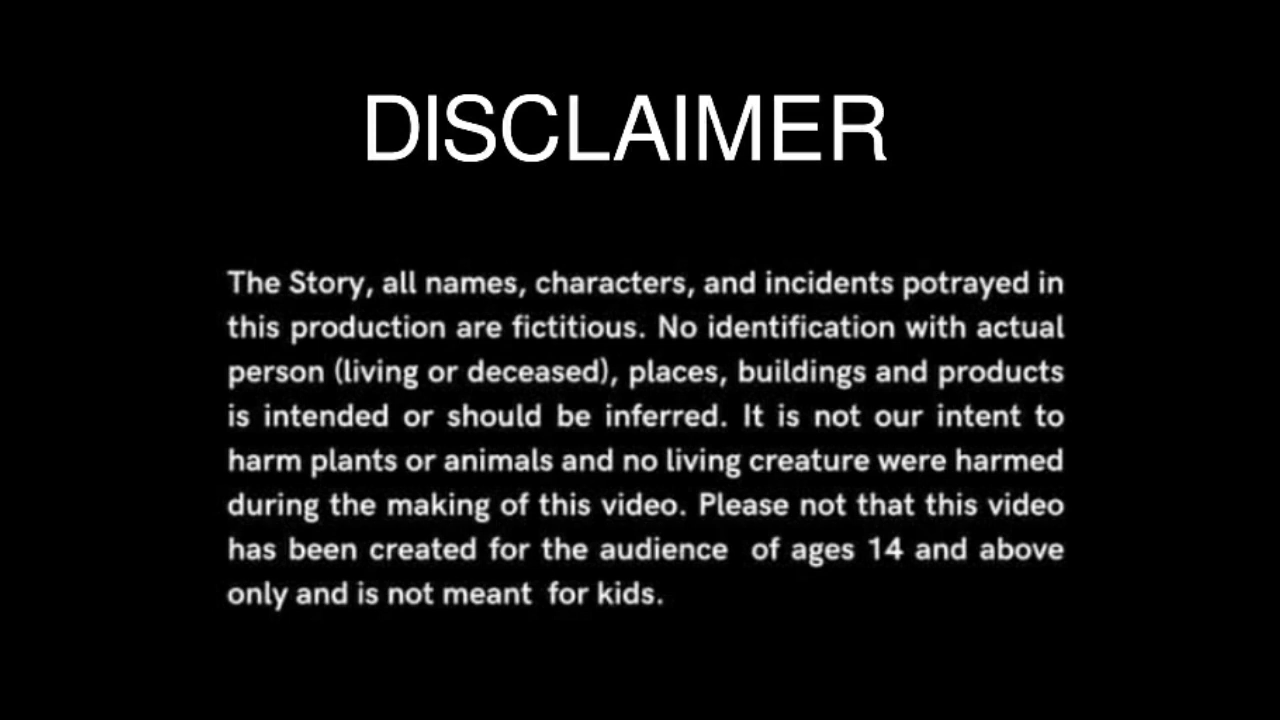 DISCLAIMER
The Story, all names, characters, and incidents potrayed in
this production are fictitious. No identification with actual
person (living or deceased), places, buildings and products
is intended or should be inferred. It is not our intent to
harm plants or animals and no living creature were harmed
during the making of this video. Please not that this video
has been created for the audience of ages 14 and above
only and is not meant for kids.